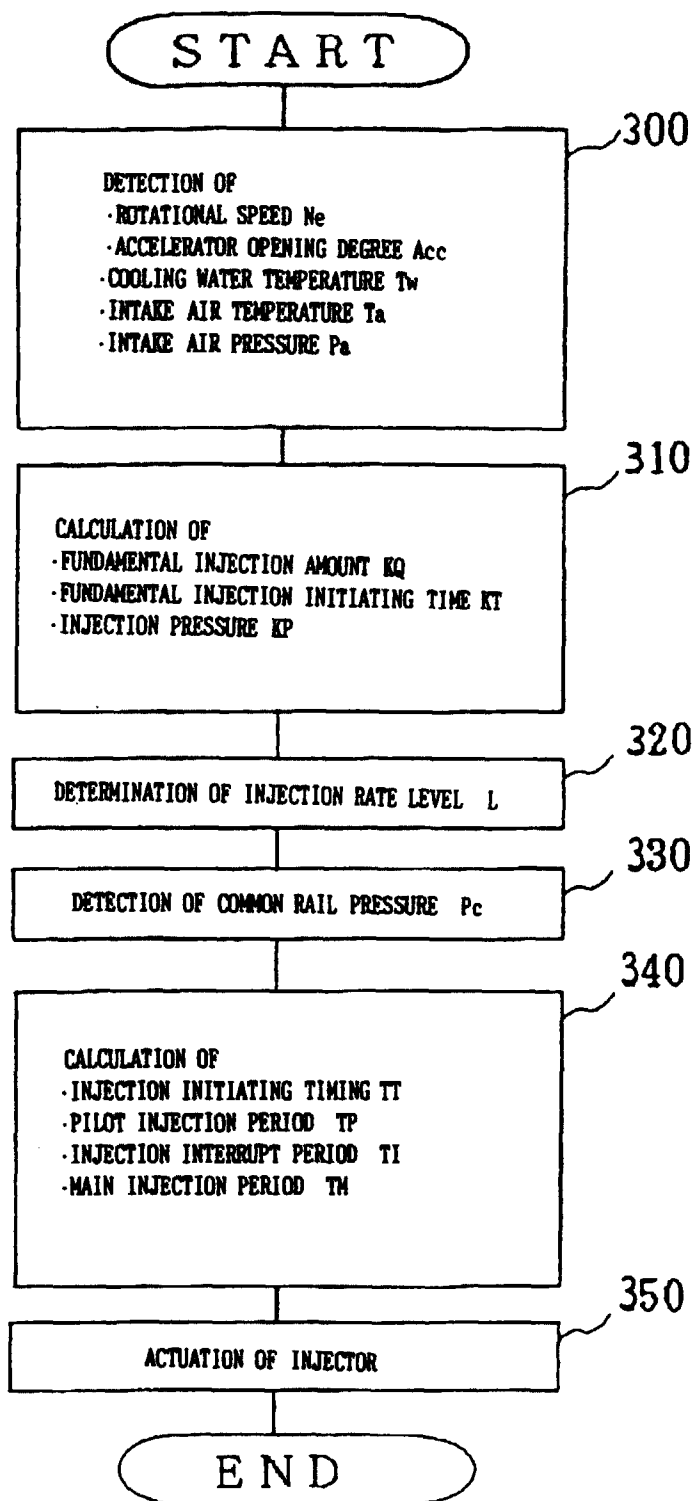 START
300
DETECTION OF
·ROTATIONAL SPEED Ne
·ACCELERATOR OPENING DEGREE Acc
·COOLING WATER TEMPERATURE Tw
·INTAKE AIR TEMPERATURE Ta
·INTAKE AIR PRESSURE Pa
310
CALCULATION OF
·FUNDAMENTAL INJECTION AMOUNT KQ
·FUNDAMENTAL INJECTION INITIATING TIME KT
·INJECTION PRESSURE KP
320
DETERMINATION OF INJECTION RATE LEVEL L
330
DETECTION OF COMMON RAIL PRESSURE Pc
340
CALCULATION OF
·INJECTION INITIATING TIMING TT
·PILOT INJECTION PERIOD TP
·INJECTION INTERRUPT PERIOD TI
·MAIN INJECTION PERIOD TM
350
ACTUATION OF INJECTOR
END